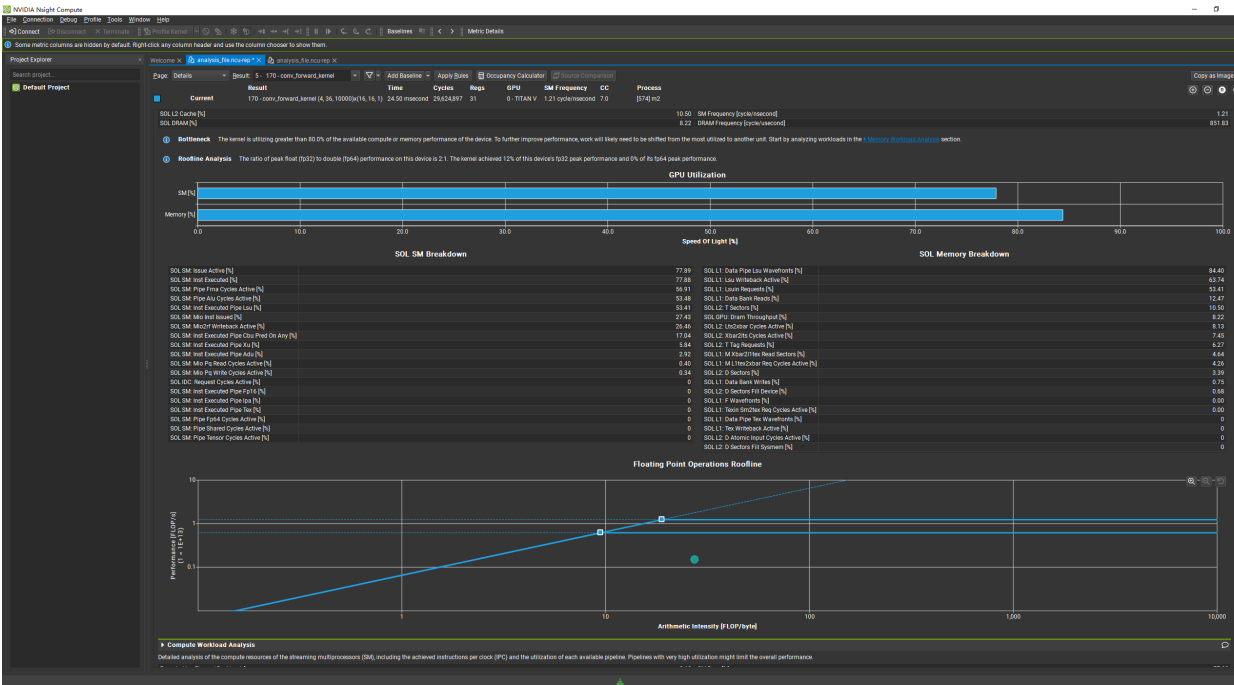 NVIDIA Nsight Compute
File Connection Debug Profile Tools Window Help
Connect Disconnect Terminate Profile Kernel Baselines Metric Details
Some metric columns are hidden by default. Right-click any column header and use the column chooser to show them.
Project Explorer
Welcome × analysis_file.ncu-rep * × analysis_file.ncu-rep ×
Search project...
Default Project
Page: Details Result: 5 - 170 - conv_forward_kernel Add Baseline Apply Rules Occupancy Calculator Source Comparison Copy as Image
Result Time Cycles Regs GPU SM Frequency CC Process
Current 170 - conv_forward_kernel (4, 36, 10000)x(16, 16, 1) 24.50 msecond 29,624,897 31 0 - TITAN V 1.21 cycle/nsecond 7.0 [574] m2
SOL L2 Cache [%] 10.50 SM Frequency [cycle/nsecond] 1.21
SOL DRAM [%] 8.22 DRAM Frequency [cycle/usecond] 851.83
Bottleneck The kernel is utilizing greater than 80.0% of the available compute or memory performance of the device. To further improve performance, work will likely need to be shifted from the most utilized to another unit. Start by analyzing workloads in the Memory Workload Analysis section.
Roofline Analysis The ratio of peak float (fp32) to double (fp64) performance on this device is 2:1. The kernel achieved 12% of this device's fp32 peak performance and 0% of its fp64 peak performance.
GPU Utilization
SM [%]
Memory [%]
0.0 10.0 20.0 30.0 40.0 50.0 60.0 70.0 80.0 90.0 100.0
Speed Of Light [%]
SOL SM Breakdown
SOL SM: Issue Active [%] 77.89
SOL SM: Inst Executed [%] 77.88
SOL SM: Pipe Fma Cycles Active [%] 56.91
SOL SM: Pipe Alu Cycles Active [%] 53.48
SOL SM: Inst Executed Pipe Lsu [%] 53.41
SOL SM: Mio Inst Issued [%] 27.43
SOL SM: Mio2rf Writeback Active [%] 26.46
SOL SM: Inst Executed Pipe Cbu Pred On Any [%] 17.04
SOL SM: Inst Executed Pipe Xu [%] 5.84
SOL SM: Inst Executed Pipe Adu [%] 2.92
SOL SM: Mio Pq Read Cycles Active [%] 0.40
SOL SM: Mio Pq Write Cycles Active [%] 0.34
SOL IDC: Request Cycles Active [%] 0
SOL SM: Inst Executed Pipe Fp16 [%] 0
SOL SM: Inst Executed Pipe Ipa [%] 0
SOL SM: Inst Executed Pipe Tex [%] 0
SOL SM: Pipe Fp64 Cycles Active [%] 0
SOL SM: Pipe Shared Cycles Active [%] 0
SOL SM: Pipe Tensor Cycles Active [%] 0
SOL Memory Breakdown
SOL L1: Data Pipe Lsu Wavefronts [%] 84.40
SOL L1: Lsu Writeback Active [%] 63.74
SOL L1: Lsuin Requests [%] 53.41
SOL L1: Data Bank Reads [%] 12.47
SOL L2: T Sectors [%] 10.50
SOL GPU: Dram Throughput [%] 8.22
SOL L2: Lts2xbar Cycles Active [%] 8.13
SOL L2: Xbar2lts Cycles Active [%] 7.45
SOL L2: T Tag Requests [%] 6.27
SOL L1: M Xbar2l1tex Read Sectors [%] 4.64
SOL L1: M L1tex2xbar Req Cycles Active [%] 4.26
SOL L2: D Sectors [%] 3.39
SOL L1: Data Bank Writes [%] 0.75
SOL L2: D Sectors Fill Device [%] 0.68
SOL L1: F Wavefronts [%] 0.00
SOL L1: Texin Sm2tex Req Cycles Active [%] 0.00
SOL L1: Data Pipe Tex Wavefronts [%] 0
SOL L1: Tex Writeback Active [%] 0
SOL L2: D Atomic Input Cycles Active [%] 0
SOL L2: D Sectors Fill Sysmem [%] 0
Floating Point Operations Roofline
10
1
0.1
Performance [FLOP/s]
(1 = 1E+13)
1 10 100 1,000 10,000
Arithmetic Intensity [FLOP/byte]
Compute Workload Analysis
Detailed analysis of the compute resources of the streaming multiprocessors (SM), including the achieved instructions per clock (IPC) and the utilization of each available pipeline. Pipelines with very high utilization might limit the overall performance.